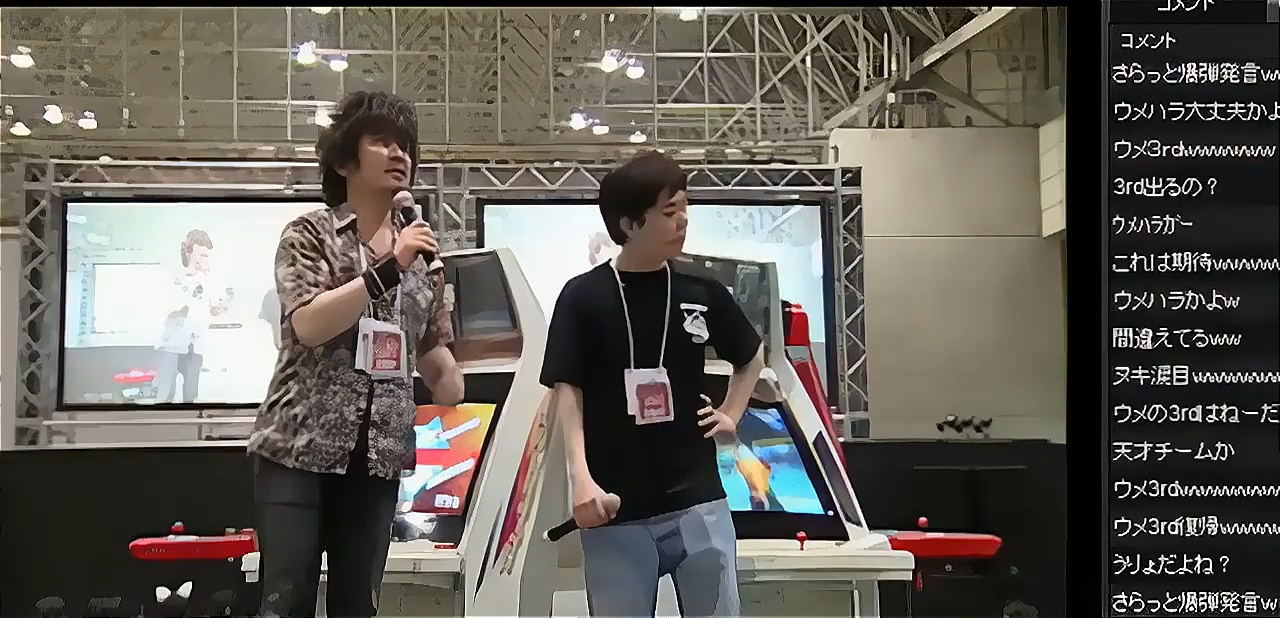 コメント
コメント
さらっと爆弾発言ww
ウメハラ大丈夫かよ
ウメ3rdwwwwwww
3rd出るの?
ウメハラがー
これは期待wwwww
ウメハラかよw
間違えてるwww
ヌキ涙目wwwwwww
ウメの3rdはねーだ
天才チームか
ウメ3rdwwwwwww
ウメ3rd復帰wwwww
うりょだよね?
さらっと爆弾発言w